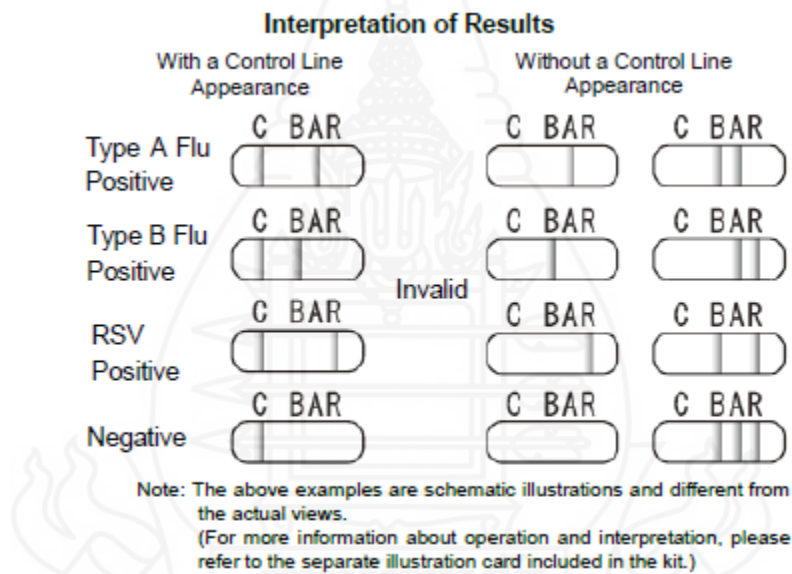 Interpretation of Results
With a Control Line
Appearance
Without a Control Line
Appearance
Type A Flu
Positive
C BAR
C BAR
C BAR
Type B Flu
Positive
C BAR
C BAR
C BAR
Invalid
RSV
Positive
C BAR
C BAR
C BAR
Negative
C BAR
C BAR
C BAR
Note: The above examples are schematic illustrations and different from
the actual views.
(For more information about operation and interpretation, please
refer to the separate illustration card included in the kit.)